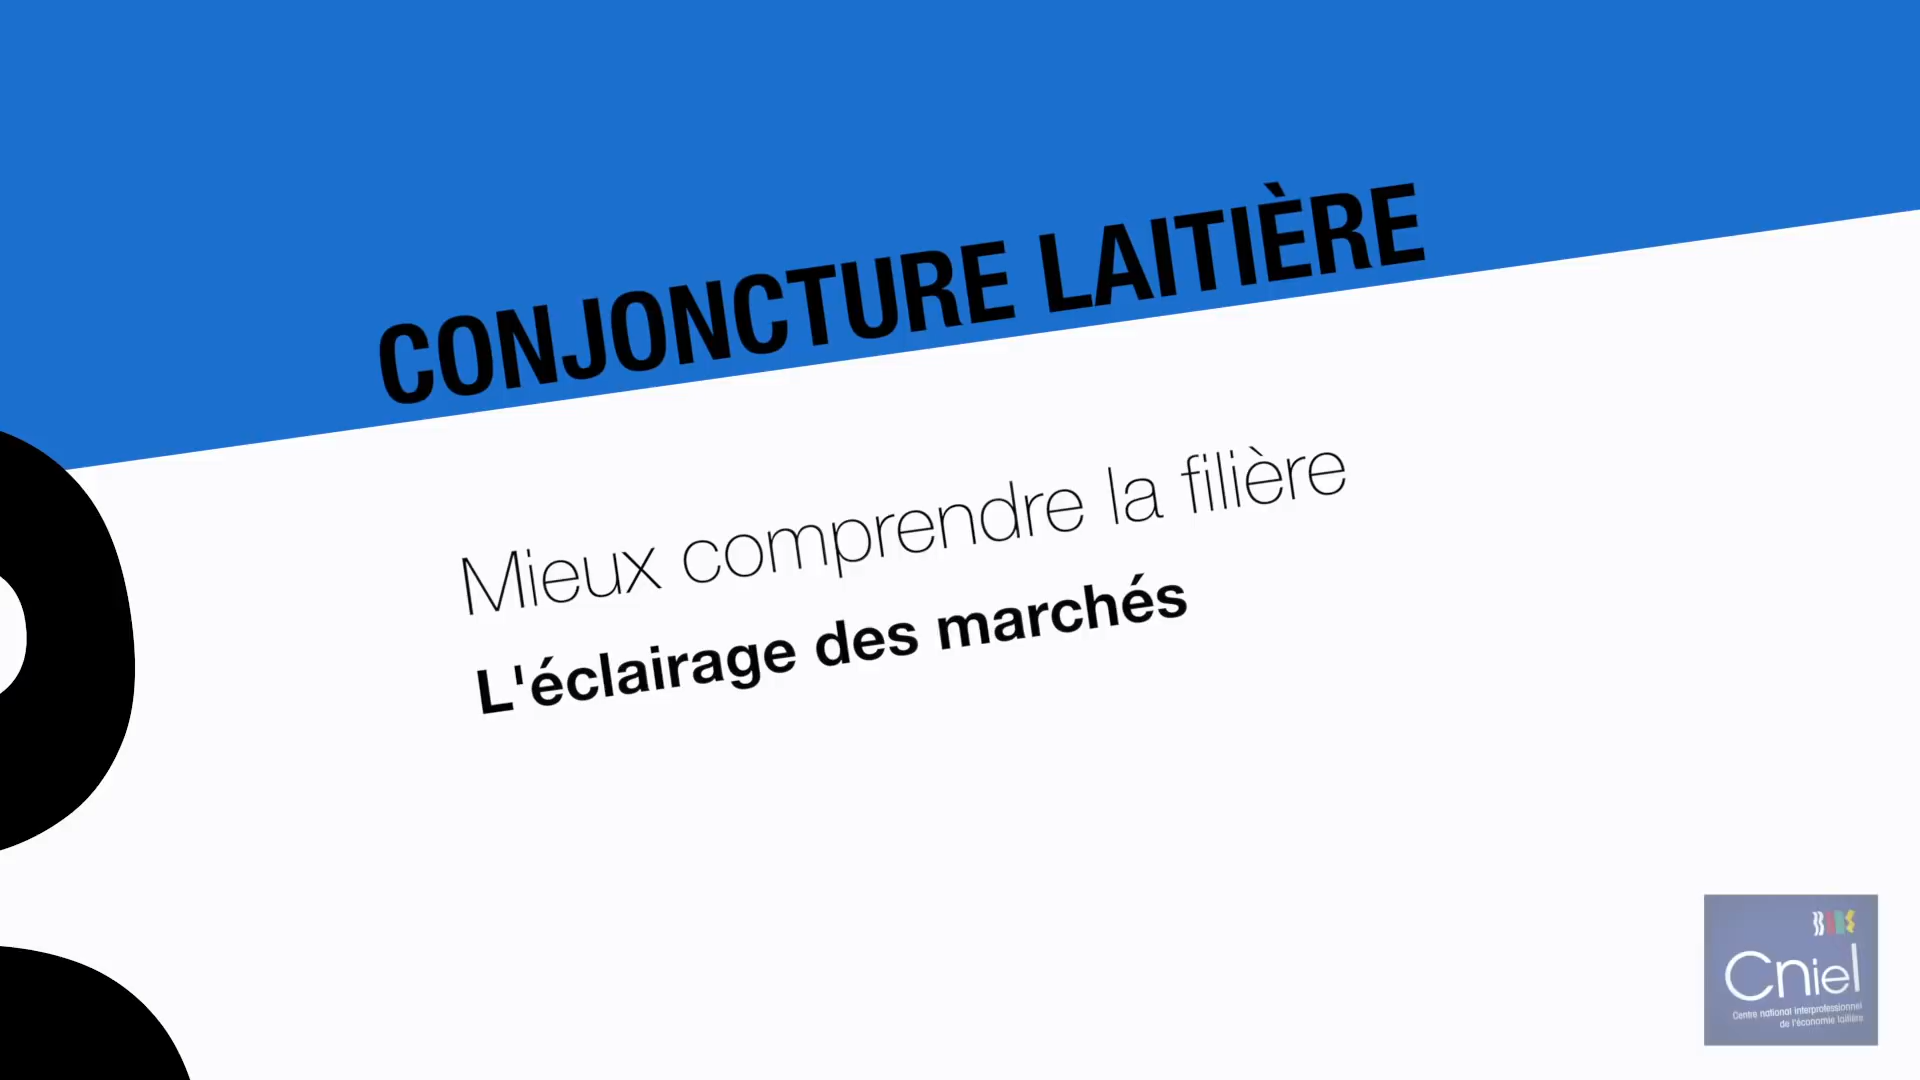 CONJONCTURE LAITIÈRE
Mieux comprendre la filière
L'éclairage des marchés
Cniel
Centre national interprofessionnel
de l'économie laitière